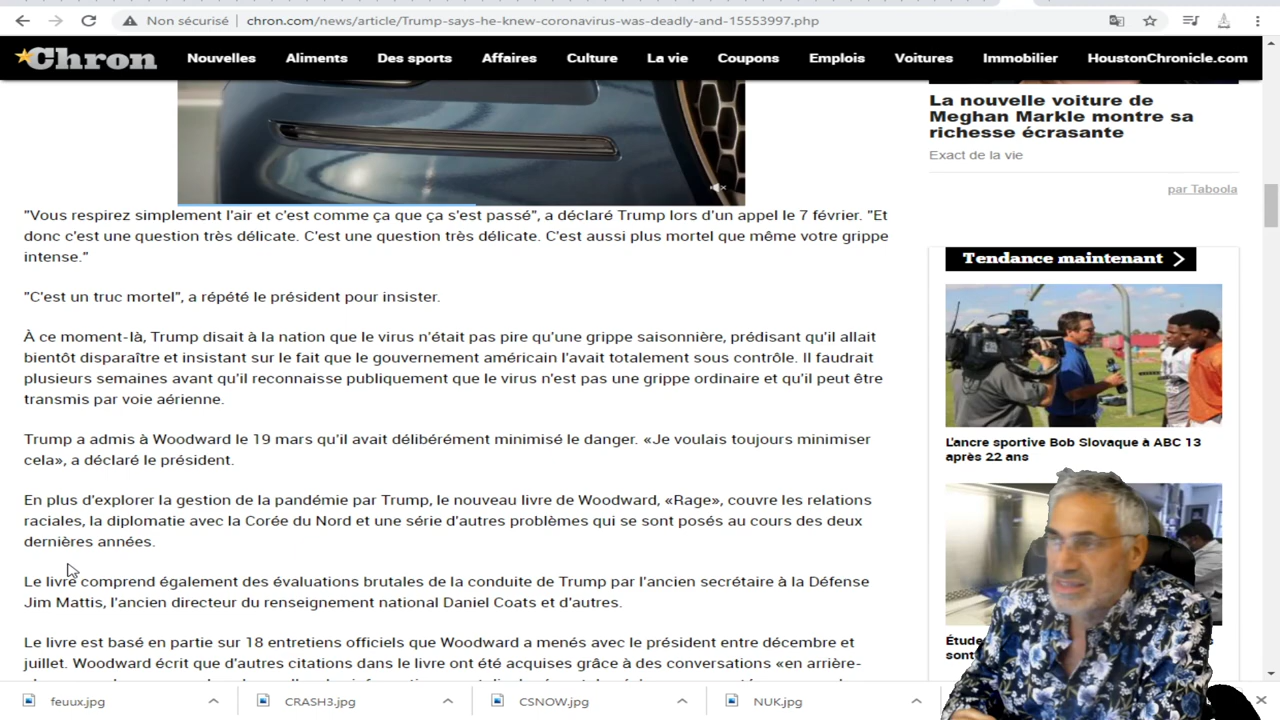 Non sécurisé
chron.com/news/article/Trump-says-he-knew-coronavirus-was-deadly-and-15553997.php
Chron
Nouvelles
Aliments
Des sports
Affaires
Culture
La vie
Coupons
Emplois
Voitures
Immobilier
HoustonChronicle.com
"Vous respirez simplement l'air et c'est comme ça que ça s'est passé", a déclaré Trump lors d'un appel le 7 février. "Et
donc c'est une question très délicate. C'est une question très délicate. C'est aussi plus mortel que même votre grippe
intense."
"C'est un truc mortel", a répété le président pour insister.
À ce moment-là, Trump disait à la nation que le virus n'était pas pire qu'une grippe saisonnière, prédisant qu'il allait
bientôt disparaître et insistant sur le fait que le gouvernement américain l'avait totalement sous contrôle. Il faudrait
plusieurs semaines avant qu'il reconnaisse publiquement que le virus n'est pas une grippe ordinaire et qu'il peut être
transmis par voie aérienne.
Trump a admis à Woodward le 19 mars qu'il avait délibérément minimisé le danger. «Je voulais toujours minimiser
cela», a déclaré le président.
En plus d'explorer la gestion de la pandémie par Trump, le nouveau livre de Woodward, «Rage», couvre les relations
raciales, la diplomatie avec la Corée du Nord et une série d'autres problèmes qui se sont posés au cours des deux
dernières années.
Le livre comprend également des évaluations brutales de la conduite de Trump par l'ancien secrétaire à la Défense
Jim Mattis, l'ancien directeur du renseignement national Daniel Coats et d'autres.
Le livre est basé en partie sur 18 entretiens officiels que Woodward a menés avec le président entre décembre et
juillet. Woodward écrit que d'autres citations dans le livre ont été acquises grâce à des conversations «en arrière-
La nouvelle voiture de
Meghan Markle montre sa
richesse écrasante
Exact de la vie
par Taboola
Tendance maintenant
L'ancre sportive Bob Slovaque à ABC 13
après 22 ans
sont
feuux.jpg
CRASH3.jpg
CSNOW.jpg
NUK.jpg